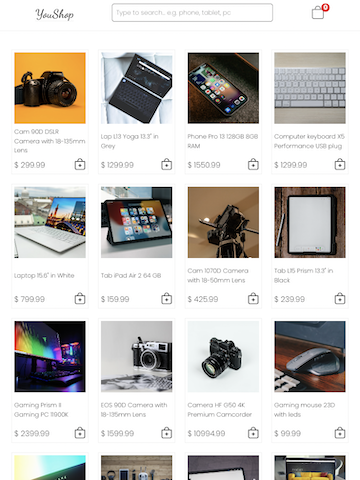 YouShop
Type to search... e.g, phone, tablet, pc
0
Cam 90D DSLR
Camera with 18-135mm
Lens
$ 299.99
Lap L13 Yoga 13.3" in
Grey
$ 1299.99
Phone Pro 13 128GB 8GB
RAM
$ 1550.99
Computer keyboard X5
Performance USB plug
$ 1299.99
Laptop 15.6" in White
$ 799.99
Tab iPad Air 2 64 GB
$ 159.99
Cam 1070D Camera
with 18-50mm Lens
$ 425.99
Tab L15 Prism 13.3" in
Black
$ 239.99
Gaming Prism II
Gaming PC 11900K
$ 2399.99
EOS 90D Camera with
18-135mm Lens
$ 1599.99
Camera HF G50 4K
Premium Camcorder
$ 10994.99
Gaming mouse 23D
with leds
$ 99.99